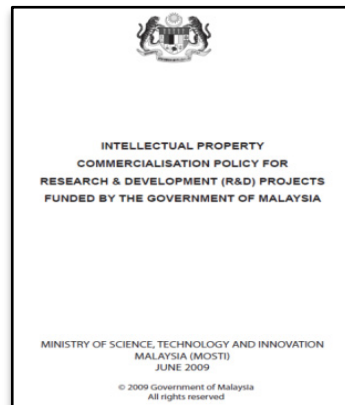 INTELLECTUAL PROPERTY
COMMERCIALISATION POLICY FOR
RESEARCH & DEVELOPMENT (R&D) PROJECTS
FUNDED BY THE GOVERNMENT OF MALAYSIA
MINISTRY OF SCIENCE, TECHNOLOGY AND INNOVATION
MALAYSIA (MOSTI)
JUNE 2009
© 2009 Government of Malaysia
All rights reserved